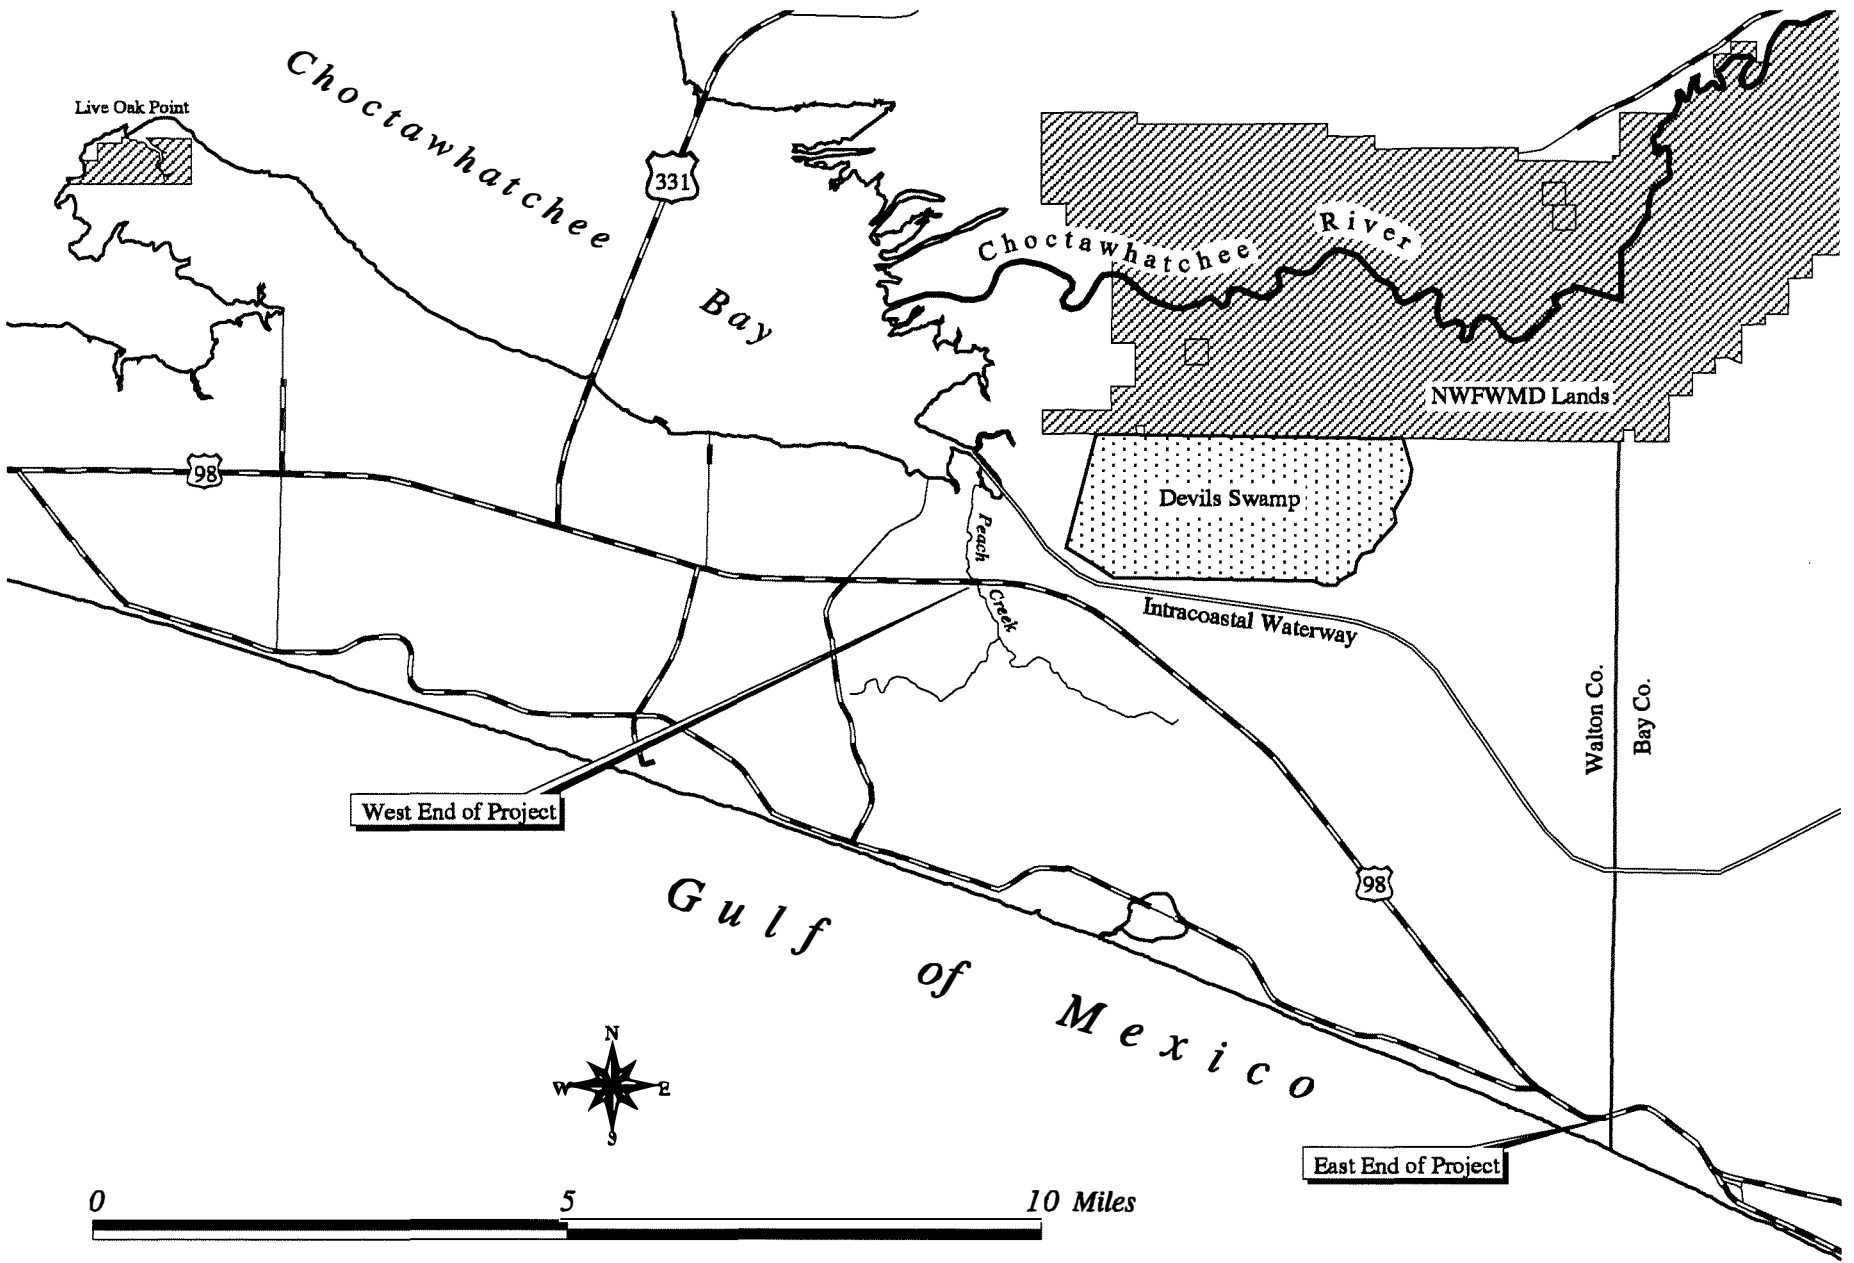 Live Oak Point
Choctawhatchee
Bay
331
Choctawhatchee
River
NWFWMD Lands
98
Devils Swamp
Peach
Creek
Intracoastal Waterway
Walton Co.
Bay Co.
West End of Project
98
Gulf of Mexico
N
W E
S
East End of Project
0 5 10 Miles